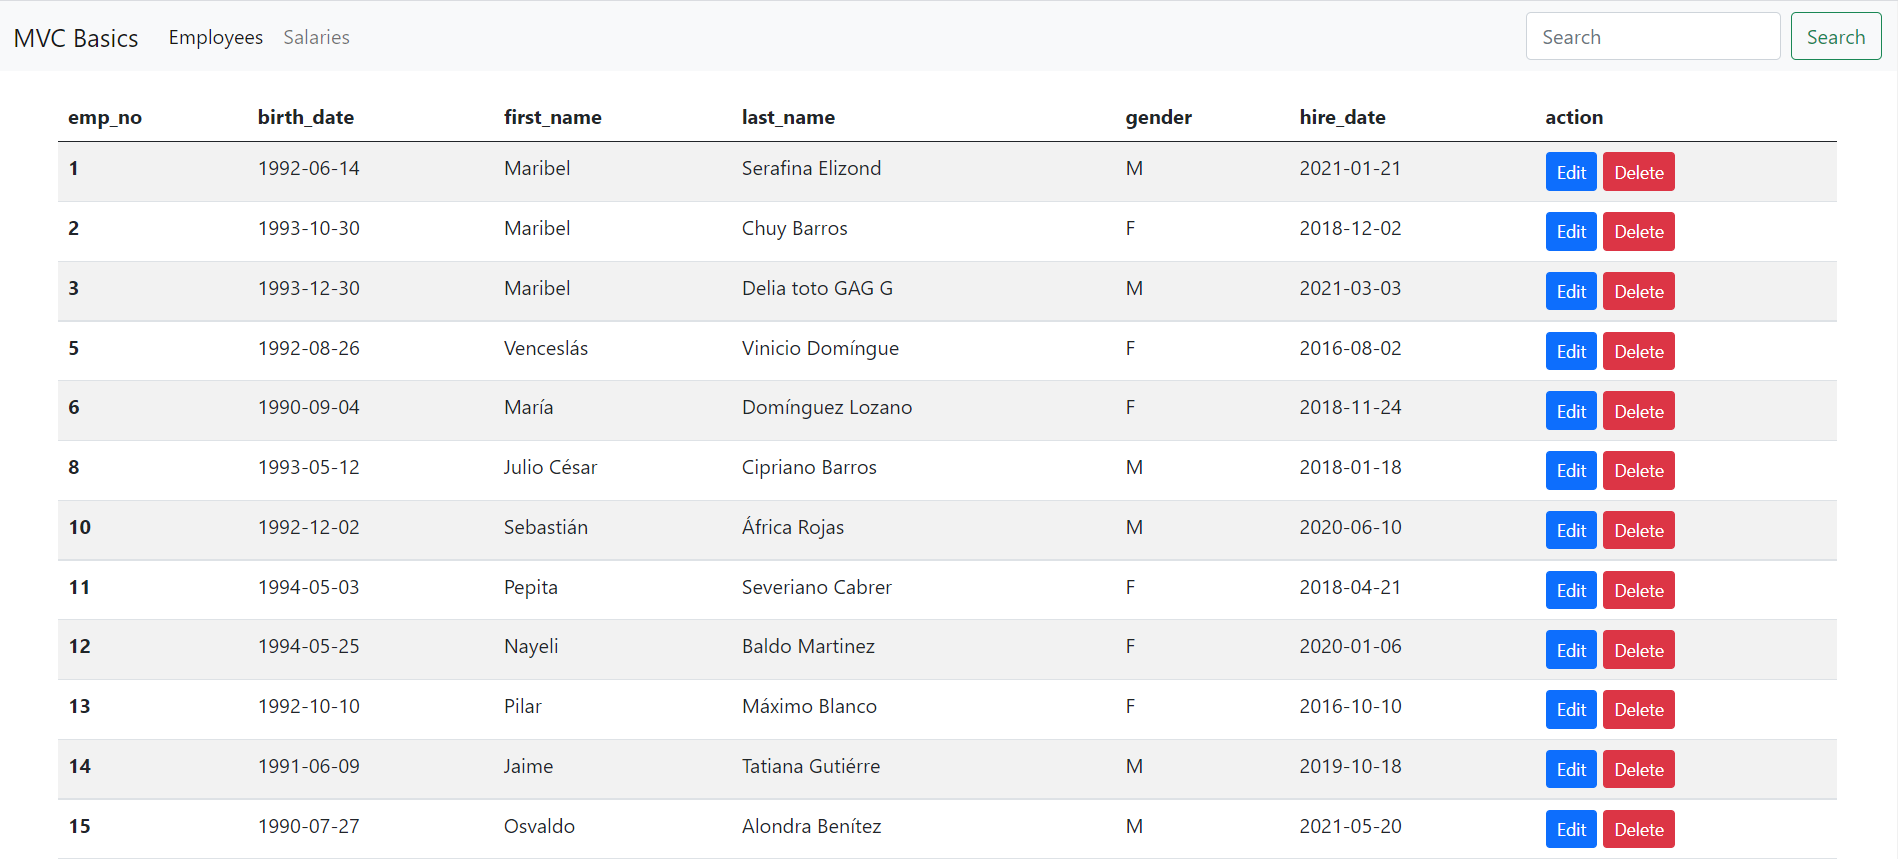 MVC Basics Employees Salaries Search Search
emp_no birth_date first_name last_name gender hire_date action
1 1992-06-14 Maribel Serafina Elizond M 2021-01-21 Edit Delete
2 1993-10-30 Maribel Chuy Barros F 2018-12-02 Edit Delete
3 1993-12-30 Maribel Delia toto GAG G M 2021-03-03 Edit Delete
5 1992-08-26 Venceslás Vinicio Domíngue F 2016-08-02 Edit Delete
6 1990-09-04 María Domínguez Lozano F 2018-11-24 Edit Delete
8 1993-05-12 Julio César Cipriano Barros M 2018-01-18 Edit Delete
10 1992-12-02 Sebastián África Rojas M 2020-06-10 Edit Delete
11 1994-05-03 Pepita Severiano Cabrer F 2018-04-21 Edit Delete
12 1994-05-25 Nayeli Baldo Martinez F 2020-01-06 Edit Delete
13 1992-10-10 Pilar Máximo Blanco F 2016-10-10 Edit Delete
14 1991-06-09 Jaime Tatiana Gutiérre M 2019-10-18 Edit Delete
15 1990-07-27 Osvaldo Alondra Benítez M 2021-05-20 Edit Delete